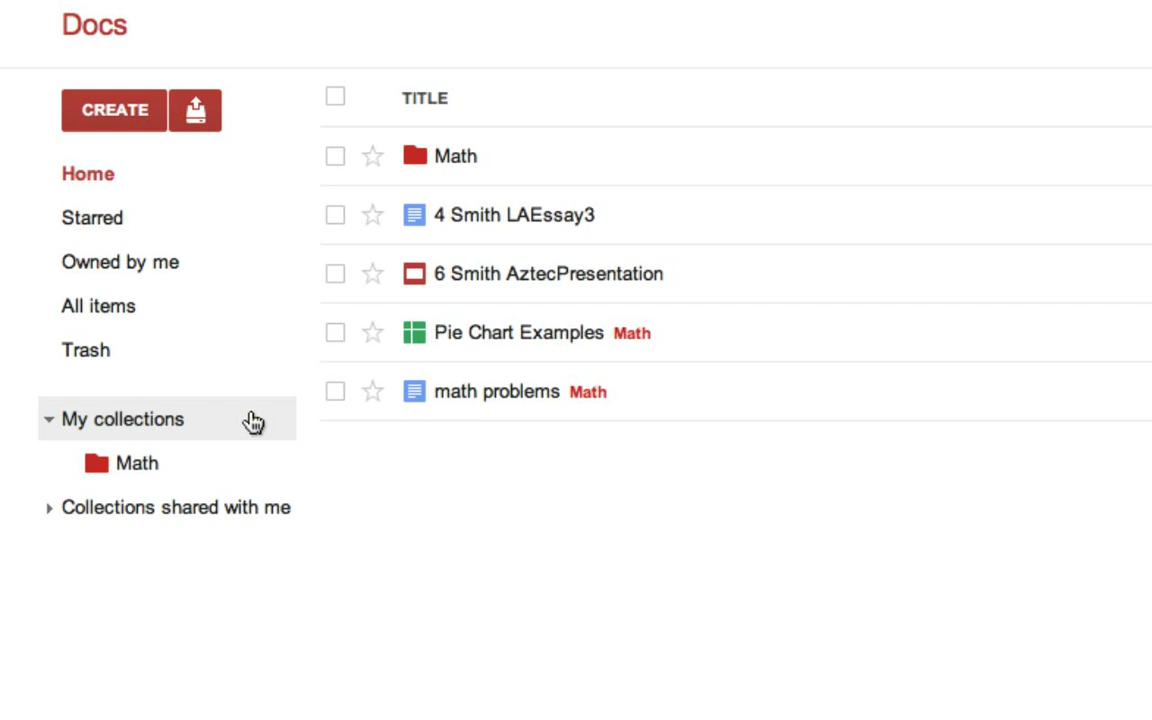 Docs
CREATE
Home
Starred
Owned by me
All items
Trash
My collections
Math
Collections shared with me
TITLE
Math
4 Smith LAEssay3
6 Smith AztecPresentation
Pie Chart Examples Math
math problems Math